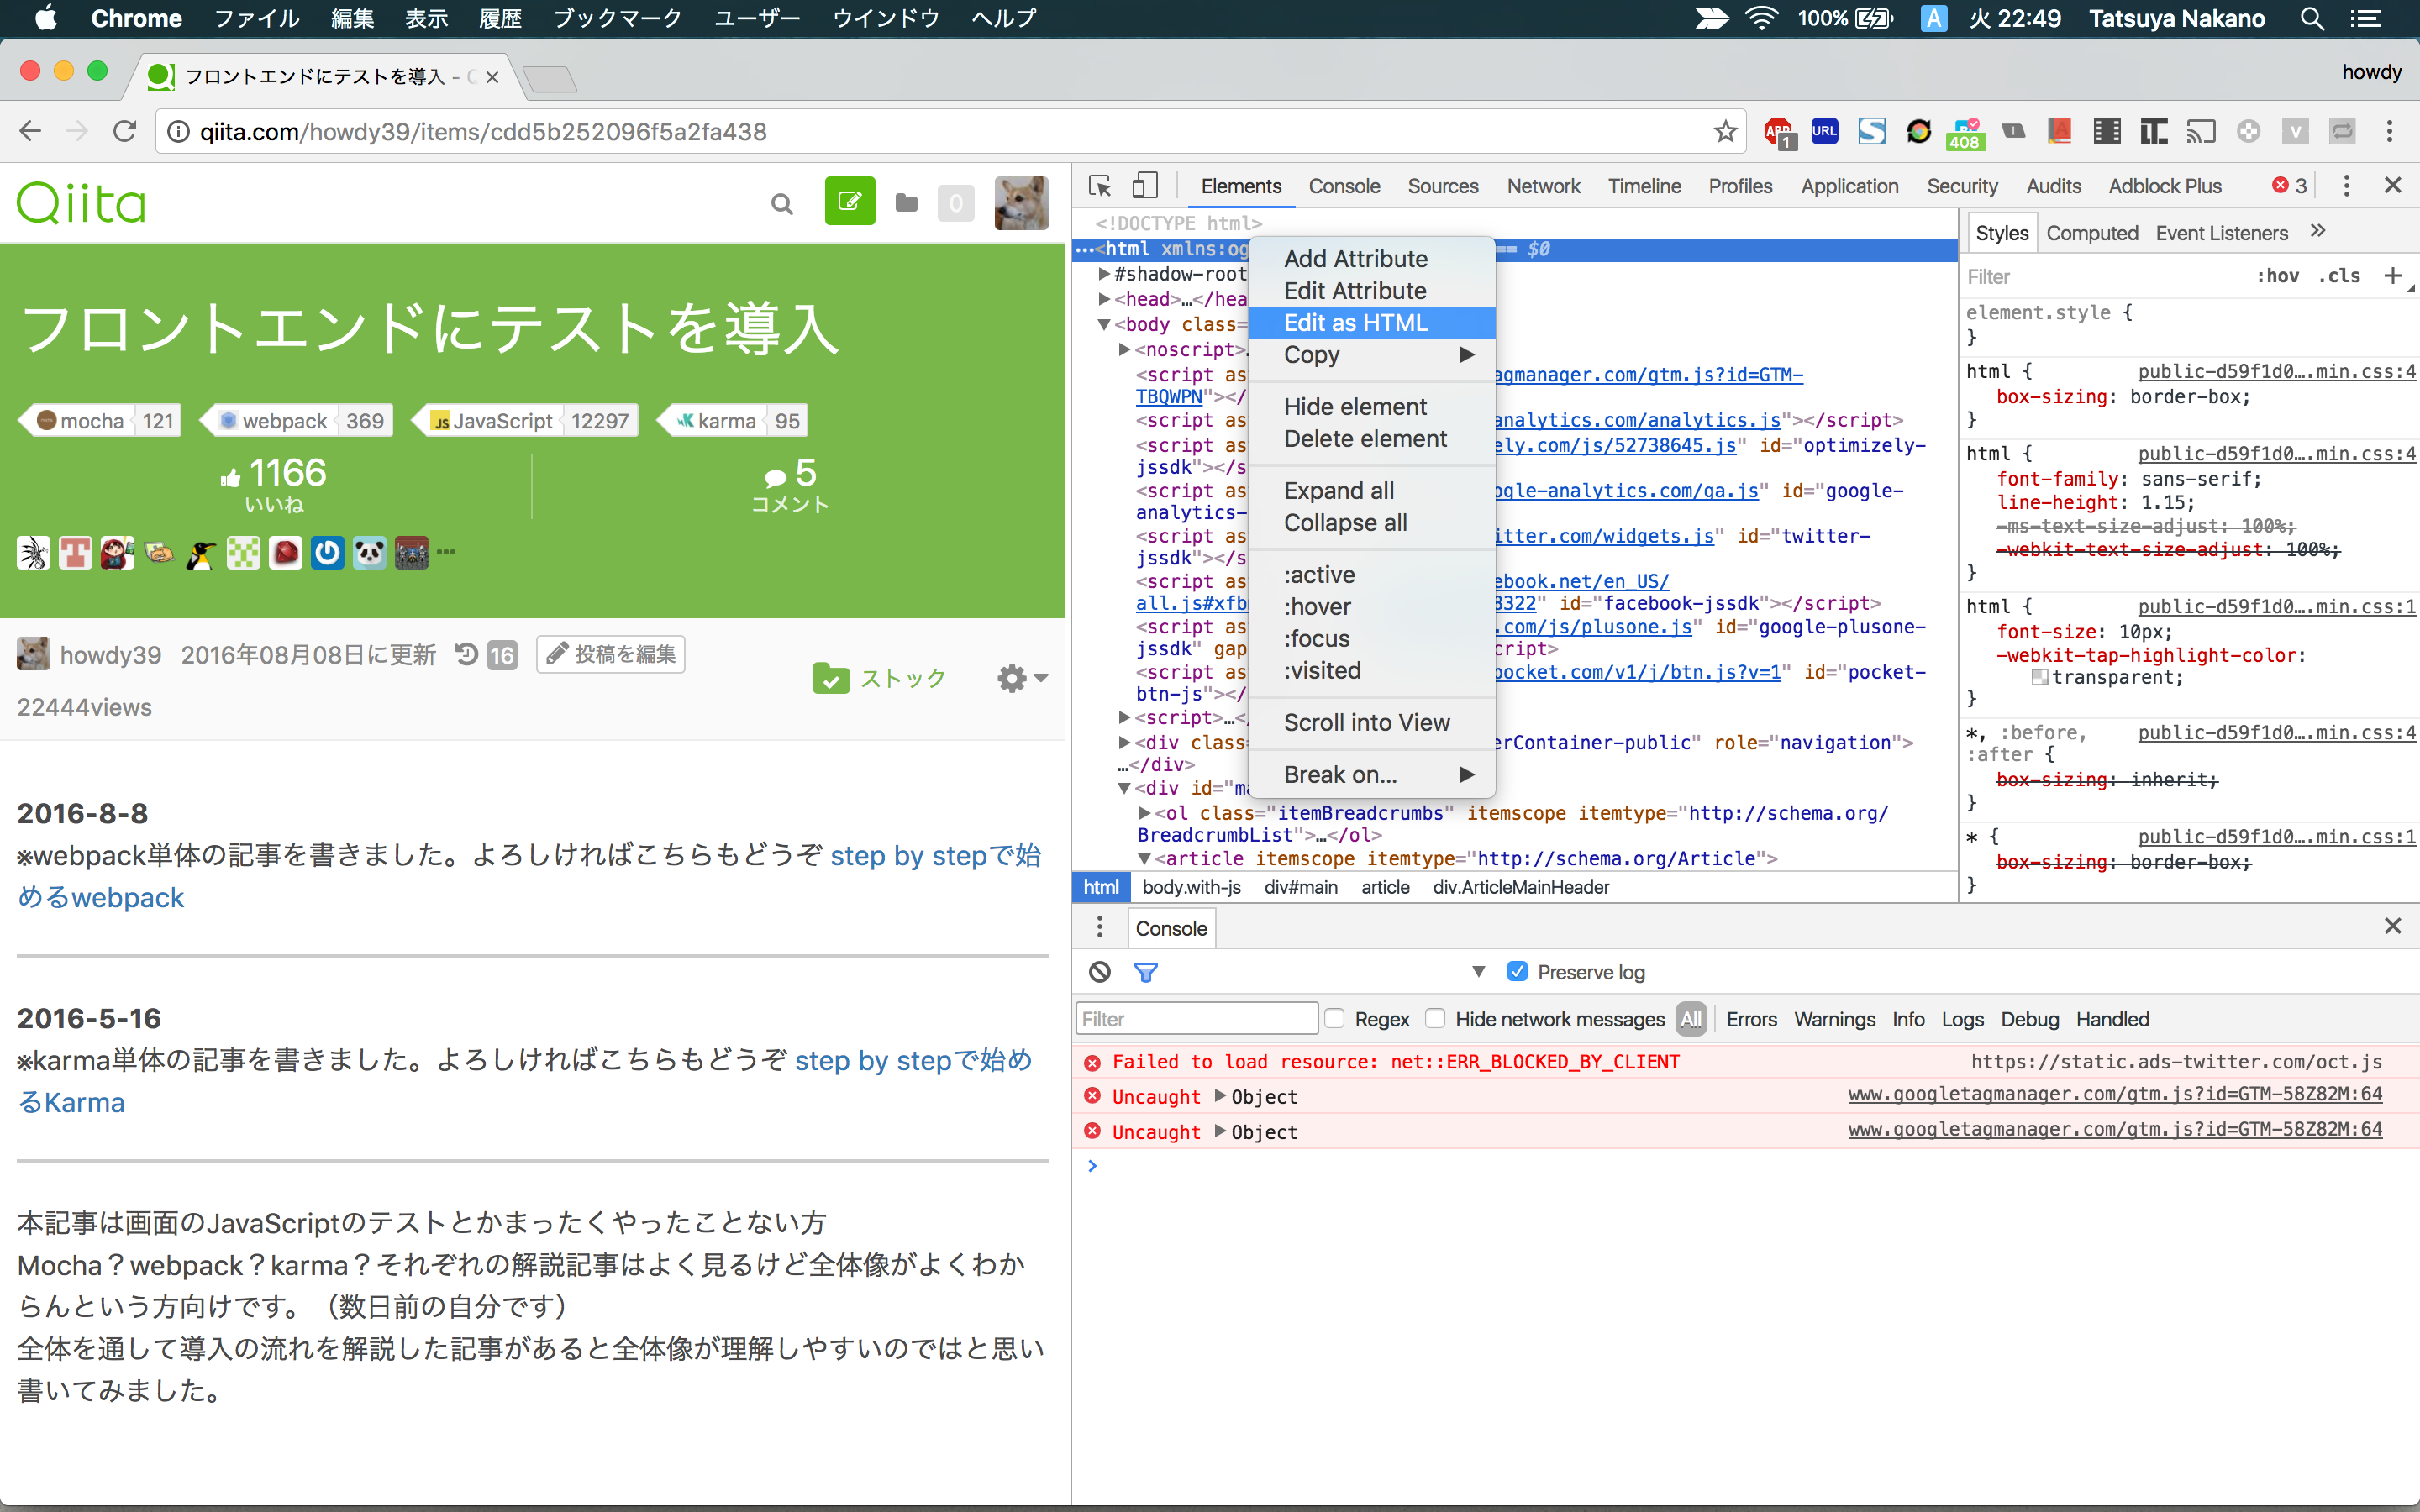 Chrome ファイル 編集 表示 履歴 ブックマーク ユーザー ウインドウ ヘルプ 100% A 火 22:49 Tatsuya Nakano
フロントエンドにテストを導入 - howdy
qiita.com/howdy39/items/cdd5b252096f5a2fa438
ABP 1 URL S 408 V
Qiita 0
フロントエンドにテストを導入
mocha 121 webpack 369 JS JavaScript 12297 karma 95
1166 5
いいね コメント
howdy39 2016年08月08日に更新 16 投稿を編集
ストック
22444views
2016-8-8
※webpack単体の記事を書きました。よろしければこちらもどうぞ step by stepで始
めるwebpack
2016-5-16
※karma単体の記事を書きました。よろしければこちらもどうぞ step by stepで始め
るKarma
本記事は画面のJavaScriptのテストとかまったくやったことない方
Mocha？webpack？karma？それぞれの解説記事はよく見るけど全体像がよくわか
らんという方向けです。（数日前の自分です）
全体を通して導入の流れを解説した記事があると全体像が理解しやすいのではと思い
書いてみました。
Elements Console Sources Network Timeline Profiles Application Security Audits Adblock Plus 3
<!DOCTYPE html>
…<html xmlns:og == $0
#shadow-root
<head>…</hea
<body class=
<noscript>
<script as agmanager.com/gtm.js?id=GTM-
TBQWPN"></
<script as analytics.com/analytics.js"></script>
<script as ely.com/js/52738645.js" id="optimizely-
jssdk"></s
<script as ogle-analytics.com/ga.js" id="google-
analytics-
<script as itter.com/widgets.js" id="twitter-
jssdk"></s
<script as ebook.net/en_US/
all.js#xfb 8322" id="facebook-jssdk"></script>
<script as .com/js/plusone.js" id="google-plusone-
jssdk" gap cript>
<script as pocket.com/v1/j/btn.js?v=1" id="pocket-
btn-js"></
<script>…</
<div class= erContainer-public" role="navigation">
…</div>
<div id="ma
<ol class="itemBreadcrumbs" itemscope itemtype="http://schema.org/
BreadcrumbList">…</ol>
<article itemscope itemtype="http://schema.org/Article">
html body.with-js div#main article div.ArticleMainHeader
Add Attribute
Edit Attribute
Edit as HTML
Copy
Hide element
Delete element
Expand all
Collapse all
:active
:hover
:focus
:visited
Scroll into View
Break on...
Styles Computed Event Listeners »
Filter :hov .cls +
element.style {
}
html { public-d59f1d0….min.css:4
box-sizing: border-box;
}
html { public-d59f1d0….min.css:4
font-family: sans-serif;
line-height: 1.15;
-ms-text-size-adjust: 100%;
-webkit-text-size-adjust: 100%;
}
html { public-d59f1d0….min.css:1
font-size: 10px;
-webkit-tap-highlight-color:
transparent;
}
*, :before, public-d59f1d0….min.css:4
:after {
box-sizing: inherit;
}
* { public-d59f1d0….min.css:1
box-sizing: border-box;
}
Console
Preserve log
Filter Regex Hide network messages All Errors Warnings Info Logs Debug Handled
Failed to load resource: net::ERR_BLOCKED_BY_CLIENT https://static.ads-twitter.com/oct.js
Uncaught Object www.googletagmanager.com/gtm.js?id=GTM-58Z82M:64
Uncaught Object www.googletagmanager.com/gtm.js?id=GTM-58Z82M:64